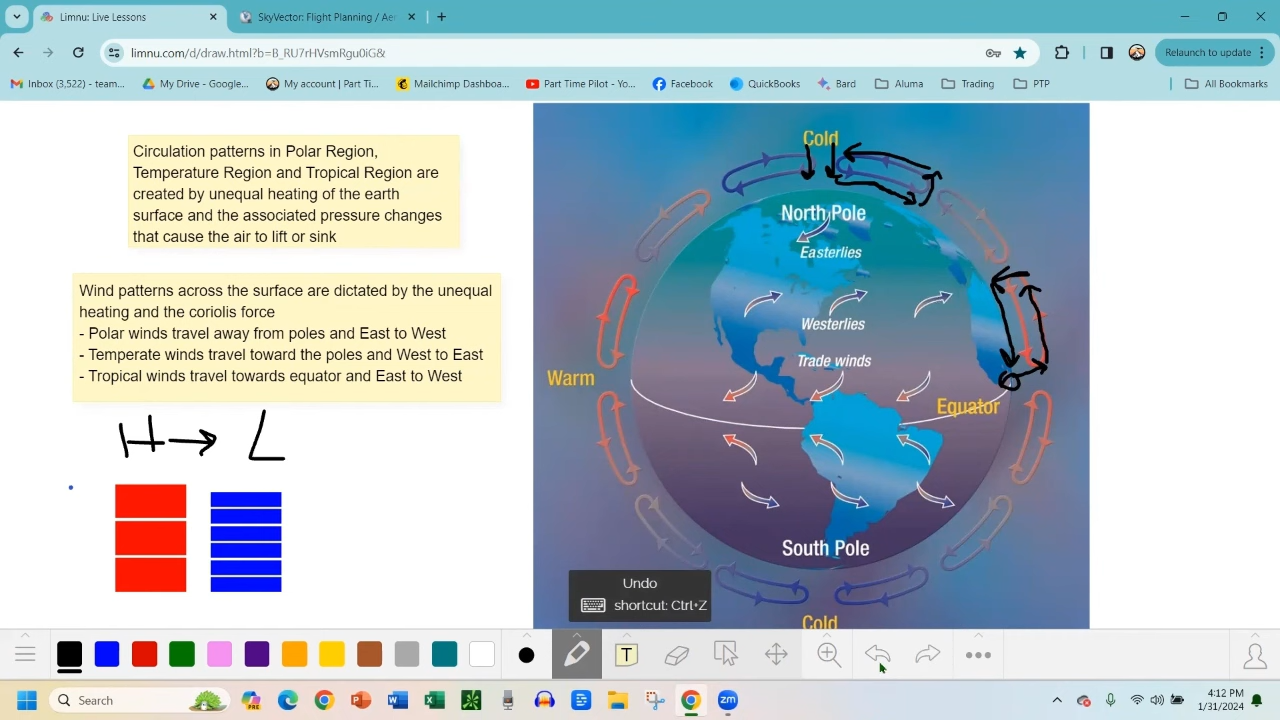 Limnu: Live Lessons
SkyVector: Flight Planning / Ae
limnu.com/d/draw.html?b=B_RU7rHVsmRgu0iG&
Relaunch to update
Inbox (3,522) - team...
My Drive - Google...
My account | Part Ti...
Mailchimp Dashboa...
Part Time Pilot - Yo...
Facebook
QuickBooks
Bard
Aluma
Trading
PTP
All Bookmarks
Circulation patterns in Polar Region,
Temperature Region and Tropical Region are
created by unequal heating of the earth
surface and the associated pressure changes
that cause the air to lift or sink
Wind patterns across the surface are dictated by the unequal
heating and the coriolis force
- Polar winds travel away from poles and East to West
- Temperate winds travel toward the poles and West to East
- Tropical winds travel towards equator and East to West
H → L
Cold
North Pole
Easterlies
Westerlies
Trade winds
Warm
Equator
South Pole
Cold
Undo
shortcut: Ctrl+Z
T
Search
PRE
zm
4:12 PM
1/31/2024